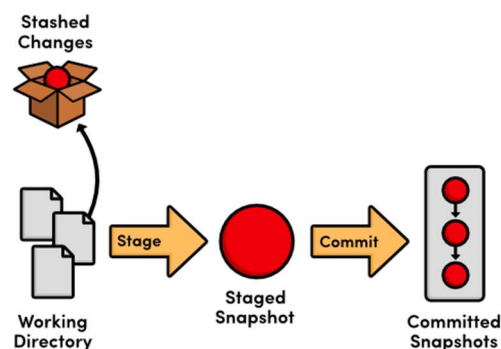 Stashed
Changes
Stage
Commit
Working
Directory
Staged
Snapshot
Committed
Snapshots